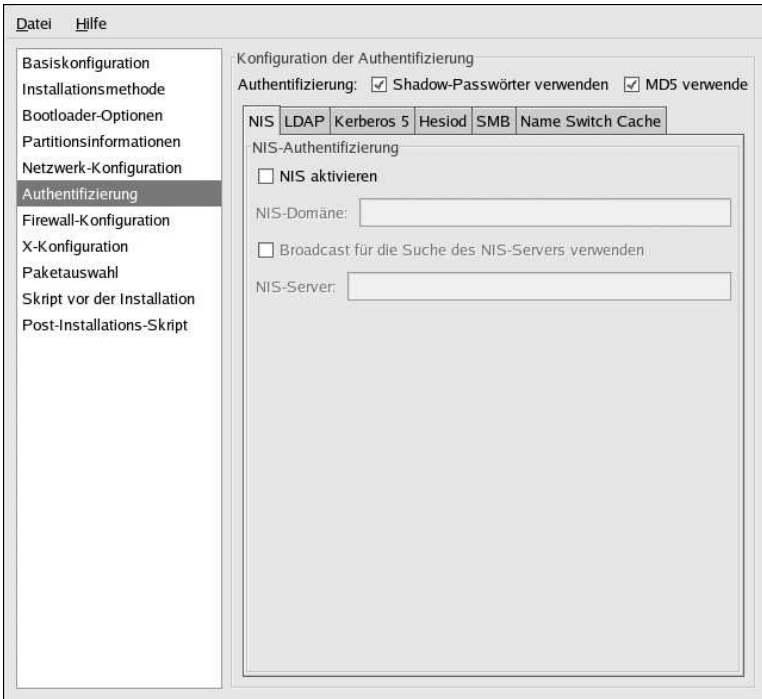 Datei Hilfe
Basiskonfiguration
Installationsmethode
Bootloader-Optionen
Partitionsinformationen
Netzwerk-Konfiguration
Authentifizierung
Firewall-Konfiguration
X-Konfiguration
Paketauswahl
Skript vor der Installation
Post-Installations-Skript
Konfiguration der Authentifizierung
Authentifizierung: Shadow-Passwörter verwenden MD5 verwende
NIS LDAP Kerberos 5 Hesiod SMB Name Switch Cache
NIS-Authentifizierung
NIS aktivieren
NIS-Domäne:
Broadcast für die Suche des NIS-Servers verwenden
NIS-Server: